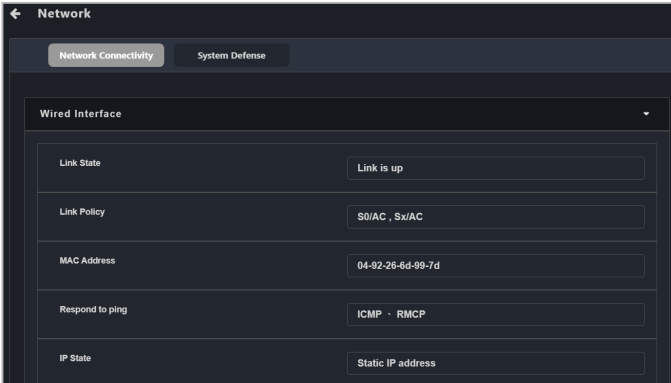 Network
Network Connectivity
System Defense
Wired Interface
Link State
Link is up
Link Policy
S0/AC , Sx/AC
MAC Address
04-92-26-6d-99-7d
Respond to ping
ICMP 、 RMCP
IP State
Static IP address